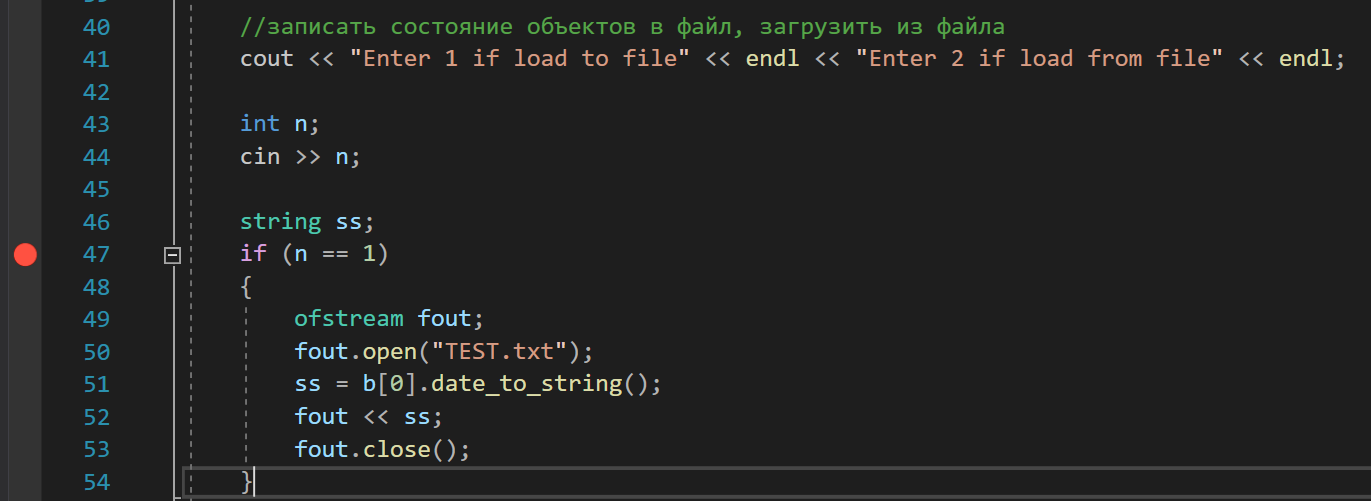 40 //записать состояние объектов в файл, загрузить из файла
41 cout << "Enter 1 if load to file" << endl << "Enter 2 if load from file" << endl;
42
43 int n;
44 cin >> n;
45
46 string ss;
47 if (n == 1)
48 {
49 ofstream fout;
50 fout.open("TEST.txt");
51 ss = b[0].date_to_string();
52 fout << ss;
53 fout.close();
54 }